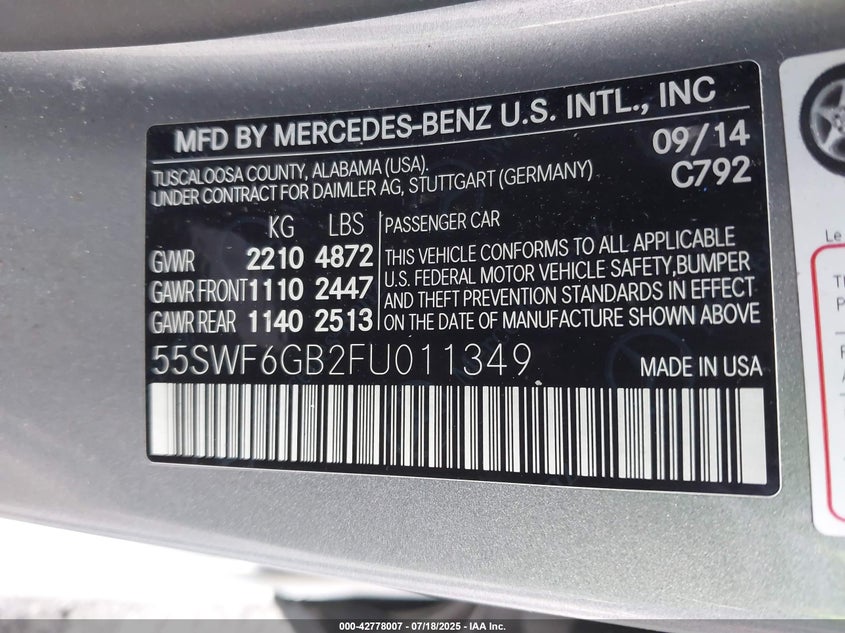 MFD BY MERCEDES-BENZ U.S. INTL., INC
TUSCALOOSA COUNTY, ALABAMA (USA).
UNDER CONTRACT FOR DAIMLER AG, STUTTGART (GERMANY)
09/14
C792
KG LBS
GVWR 2210 4872
GAWR FRONT 1110 2447
GAWR REAR 1140 2513
PASSENGER CAR
THIS VEHICLE CONFORMS TO ALL APPLICABLE
U.S. FEDERAL MOTOR VEHICLE SAFETY,BUMPER
AND THEFT PREVENTION STANDARDS IN EFFECT
ON THE DATE OF MANUFACTURE SHOWN ABOVE.
55SWF6GB2FU011349
MADE IN USA
Le
000-42778007 - 07/18/2025 - IAA Inc.